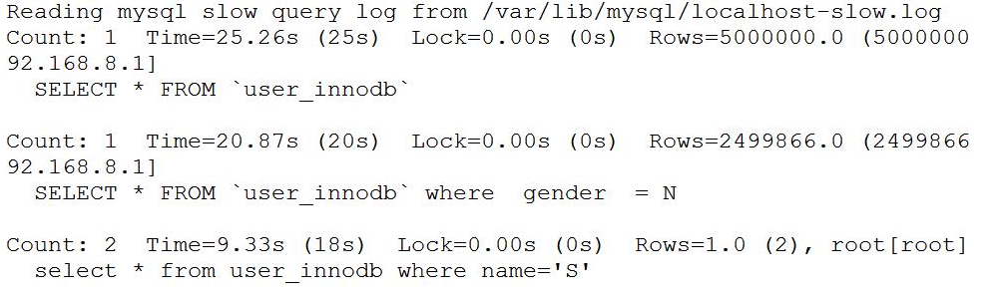 Reading mysql slow query log from /var/lib/mysql/localhost-slow.log
Count: 1  Time=25.26s (25s)  Lock=0.00s (0s)  Rows=5000000.0 (5000000
92.168.8.1]
  SELECT * FROM `user_innodb`
Count: 1  Time=20.87s (20s)  Lock=0.00s (0s)  Rows=2499866.0 (2499866
92.168.8.1]
  SELECT * FROM `user_innodb` where  gender  = N
Count: 2  Time=9.33s (18s)  Lock=0.00s (0s)  Rows=1.0 (2), root[root]
  select * from user_innodb where name='S'